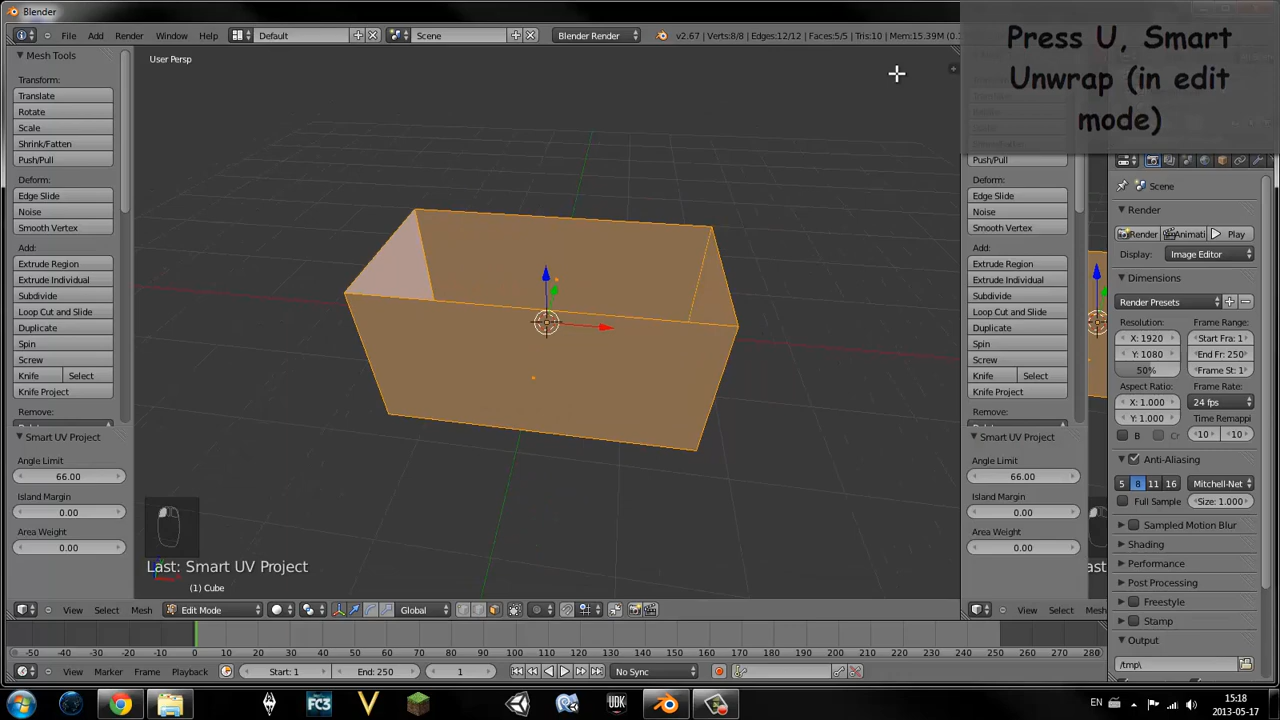 Blender
File Add Render Window Help Default Scene Blender Render v2.67 | Verts:8/8 | Edges:12/12 | Faces:5/5 | Tris:10 | Mem:15.39M (0.
Press U, Smart
Unwrap (in edit
mode)
Mesh Tools
User Persp
Transform:
Translate
Rotate
Scale
Shrink/Fatten
Push/Pull
Deform:
Edge Slide
Noise
Smooth Vertex
Add:
Extrude Region
Extrude Individual
Subdivide
Loop Cut and Slide
Duplicate
Spin
Screw
Knife Select
Knife Project
Remove:
Smart UV Project
Angle Limit
66.00
Island Margin
0.00
Area Weight
0.00
Last: Smart UV Project
(1) Cube
View Select Mesh Edit Mode Global
Push/Pull
Deform:
Edge Slide
Noise
Smooth Vertex
Add:
Extrude Region
Extrude Individual
Subdivide
Loop Cut and Slide
Duplicate
Spin
Screw
Knife Select
Knife Project
Remove:
Smart UV Project
Angle Limit
66.00
Island Margin
0.00
Area Weight
0.00
Last
View Select Mesh
Scene
Render
Render Animati Play
Display: Image Editor
Dimensions
Render Presets
Resolution: Frame Range:
X: 1920 Start Fra: 1
Y: 1080 End Fr: 250
50% Frame St: 1
Aspect Ratio: Frame Rate:
X: 1.000 24 fps
Y: 1.000 Time Remappi
B Cr 10 10
Anti-Aliasing
5 8 11 16 Mitchell-Net
Full Sample Size: 1.000
Sampled Motion Blur
Shading
Performance
Post Processing
Freestyle
Stamp
Output
/tmp\
-50 -40 -30 -20 -10 0 10 20 30 40 50 60 70 80 90 100 110 120 130 140 150 160 170 180 190 200 210 220 230 240 250 260 270 280
View Marker Frame Playback Start: 1 End: 250 1 No Sync
FC3 V UDK EN 15:18
2013-05-17